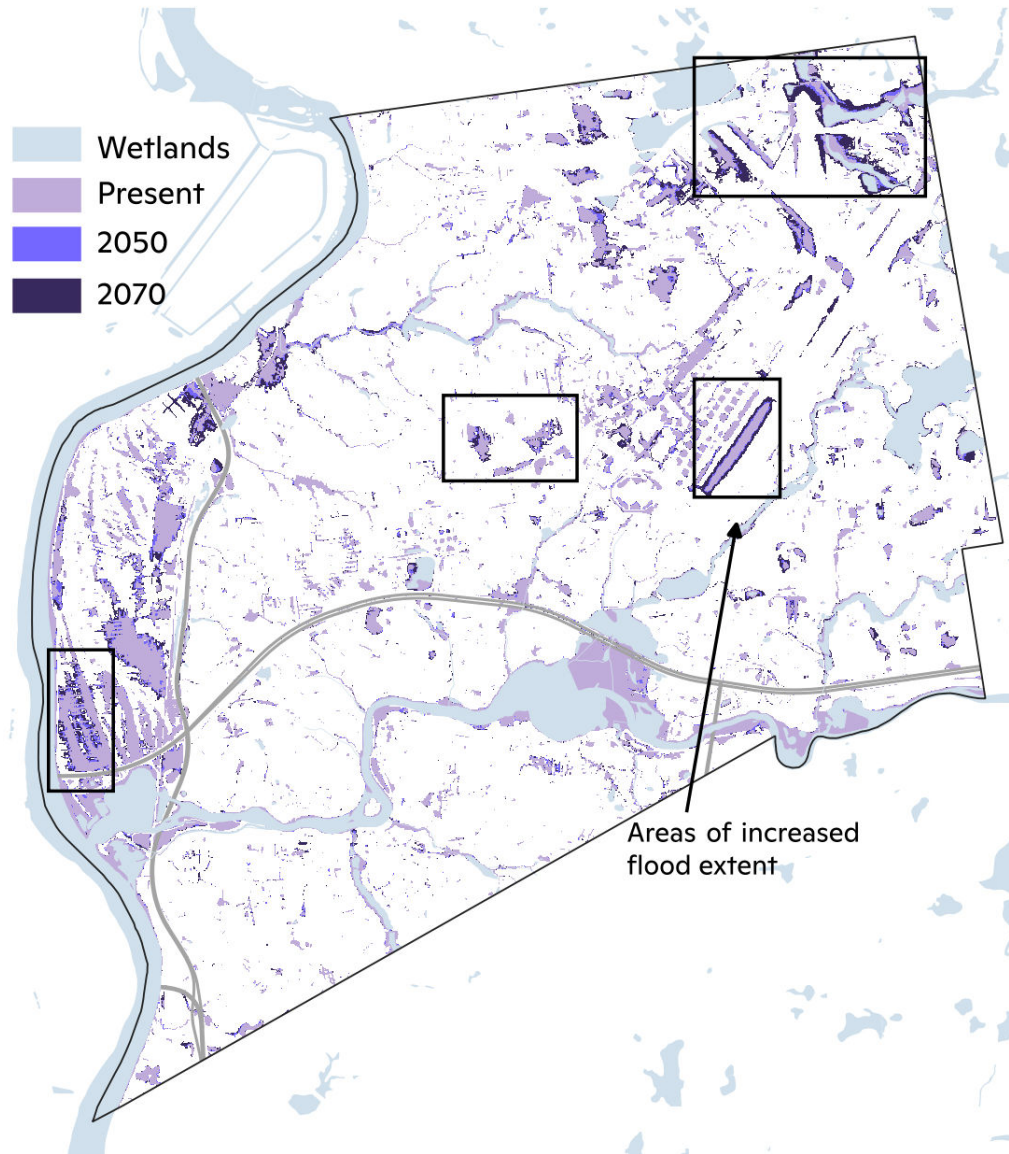 Wetlands
Present
2050
2070
Areas of increased
flood extent